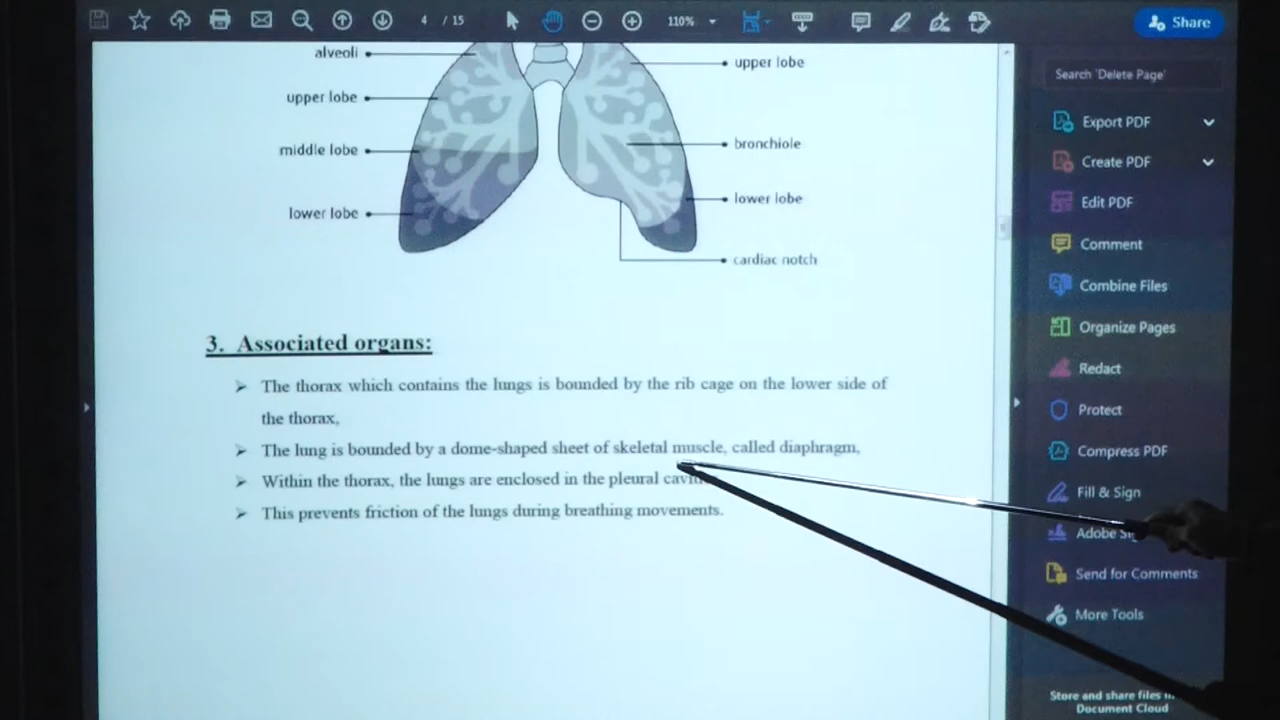 4 / 15
110%
Share
alveoli
upper lobe
upper lobe
middle lobe
bronchiole
lower lobe
lower lobe
cardiac notch
3. Associated organs:
➢ The thorax which contains the lungs is bounded by the rib cage on the lower side of
the thorax,
➢ The lung is bounded by a dome-shaped sheet of skeletal muscle, called diaphragm,
➢ Within the thorax, the lungs are enclosed in the pleural
➢ This prevents friction of the lungs during breathing movements.
Search 'Delete Page'
Export PDF
Create PDF
Edit PDF
Comment
Combine Files
Organize Pages
Redact
Protect
Compress PDF
Fill & Sign
Adobe
Send for Comments
More Tools
Store and share files
Document Cloud